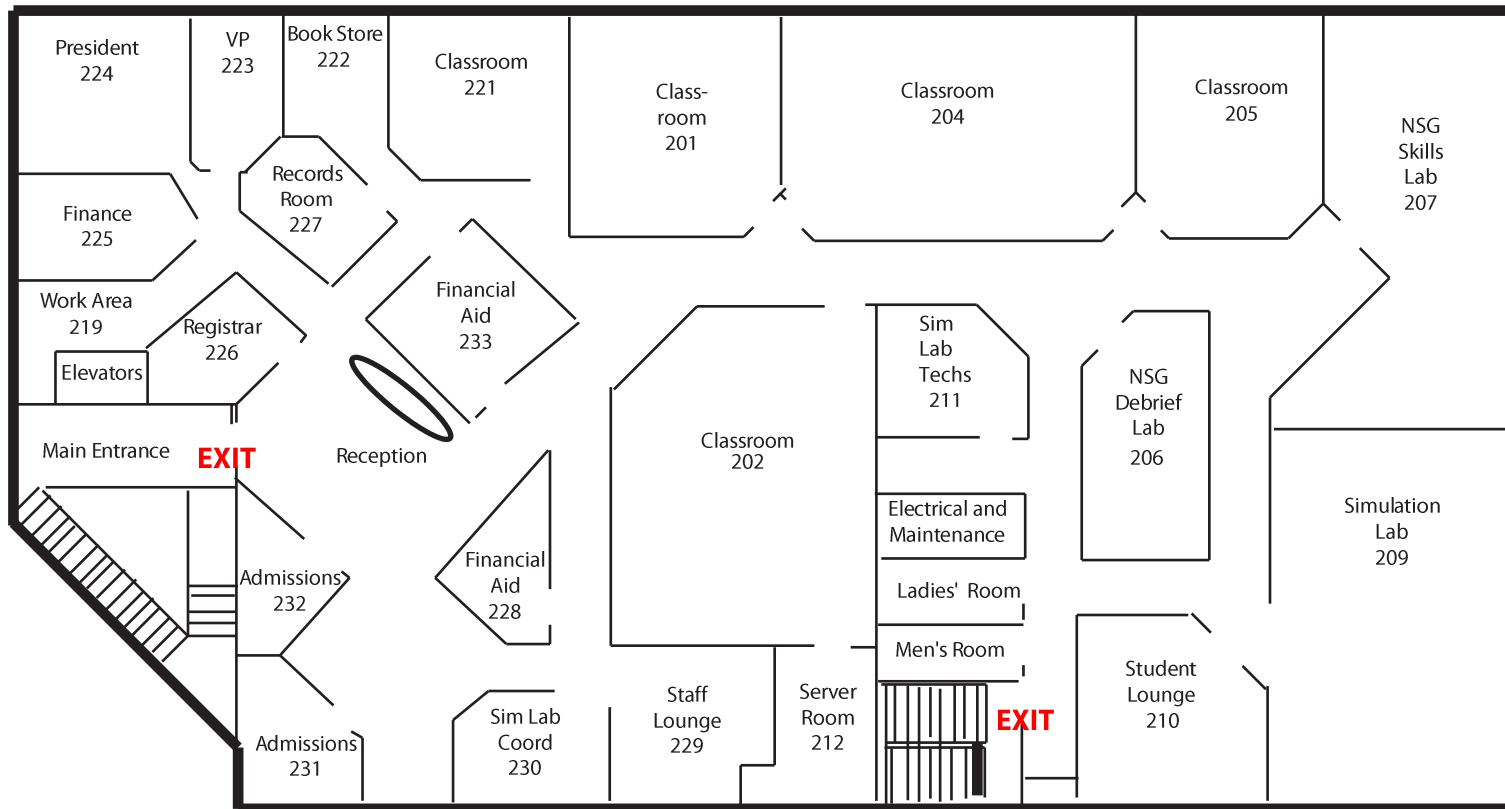 President
224
VP
223
Book Store
222
Classroom
221
Class-
room
201
Classroom
204
Classroom
205
NSG
Skills
Lab
207
Finance
225
Records
Room
227
Work Area
219
Registrar
226
Elevators
Financial
Aid
233
Main Entrance
EXIT
Reception
Classroom
202
Sim
Lab
Techs
211
NSG
Debrief
Lab
206
Simulation
Lab
209
Electrical and
Maintenance
Ladies' Room
Men's Room
Admissions
232
Financial
Aid
228
Admissions
231
Sim Lab
Coord
230
Staff
Lounge
229
Server
Room
212
EXIT
Student
Lounge
210